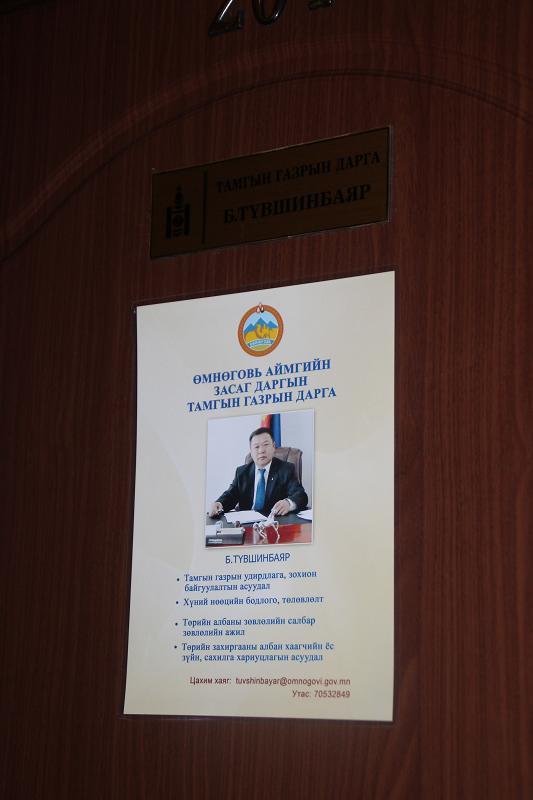 ТАМГЫН ГАЗРЫН ДАРГА
Б.ТҮВШИНБАЯР
ӨМНӨГОВЬ АЙМГИЙН
ЗАСАГ ДАРГЫН
ТАМГЫН ГАЗРЫН ДАРГА
Б.ТҮВШИНБАЯР
• Тамгын газрын удирдлага, зохион
байгуулалтын асуудал
• Хүний нөөцийн бодлого, төлөвлөлт
• Төрийн албаны зөвлөлийн салбар
зөвлөлийн ажил
• Төрийн захиргааны албан хаагчийн ёс
зүйн, сахилга хариуцлагын асуудал
Цахим хаяг: tuvshinbayar@omnogovi.gov.mn
Утас: 70532849